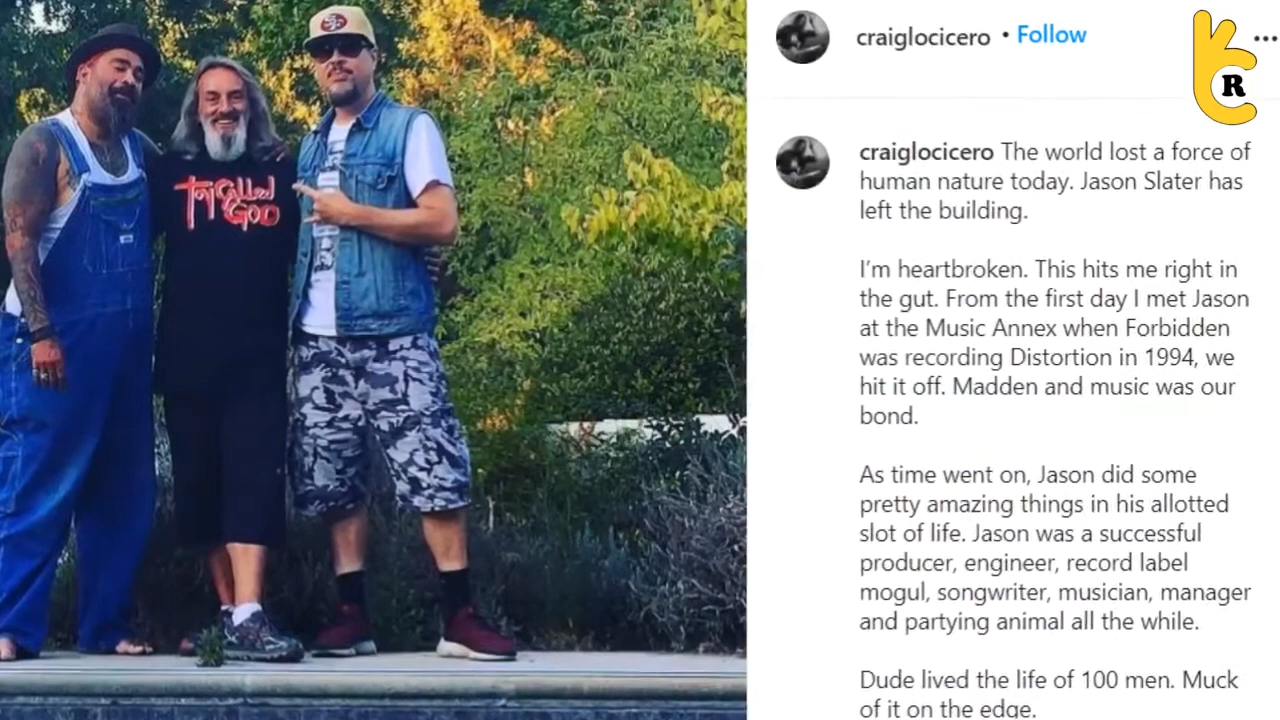 craiglocicero • Follow
R
craiglocicero The world lost a force of
human nature today. Jason Slater has
left the building.
I'm heartbroken. This hits me right in
the gut. From the first day I met Jason
at the Music Annex when Forbidden
was recording Distortion in 1994, we
hit it off. Madden and music was our
bond.
As time went on, Jason did some
pretty amazing things in his allotted
slot of life. Jason was a successful
producer, engineer, record label
mogul, songwriter, musician, manager
and partying animal all the while.
Dude lived the life of 100 men. Muck
of it on the edge.
SF
GOD